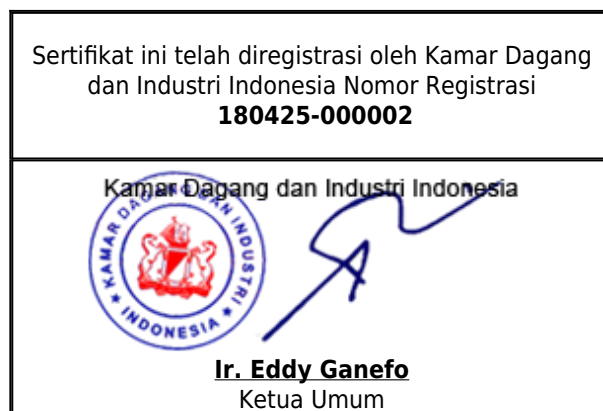 Sertifikat ini telah diregistrasi oleh Kamar Dagang
dan Industri Indonesia Nomor Registrasi
180425-000002
Kamar Dagang dan Industri Indonesia
KAMAR DAGANG DAN INDUSTRI
INDONESIA
Ir. Eddy Ganefo
Ketua Umum